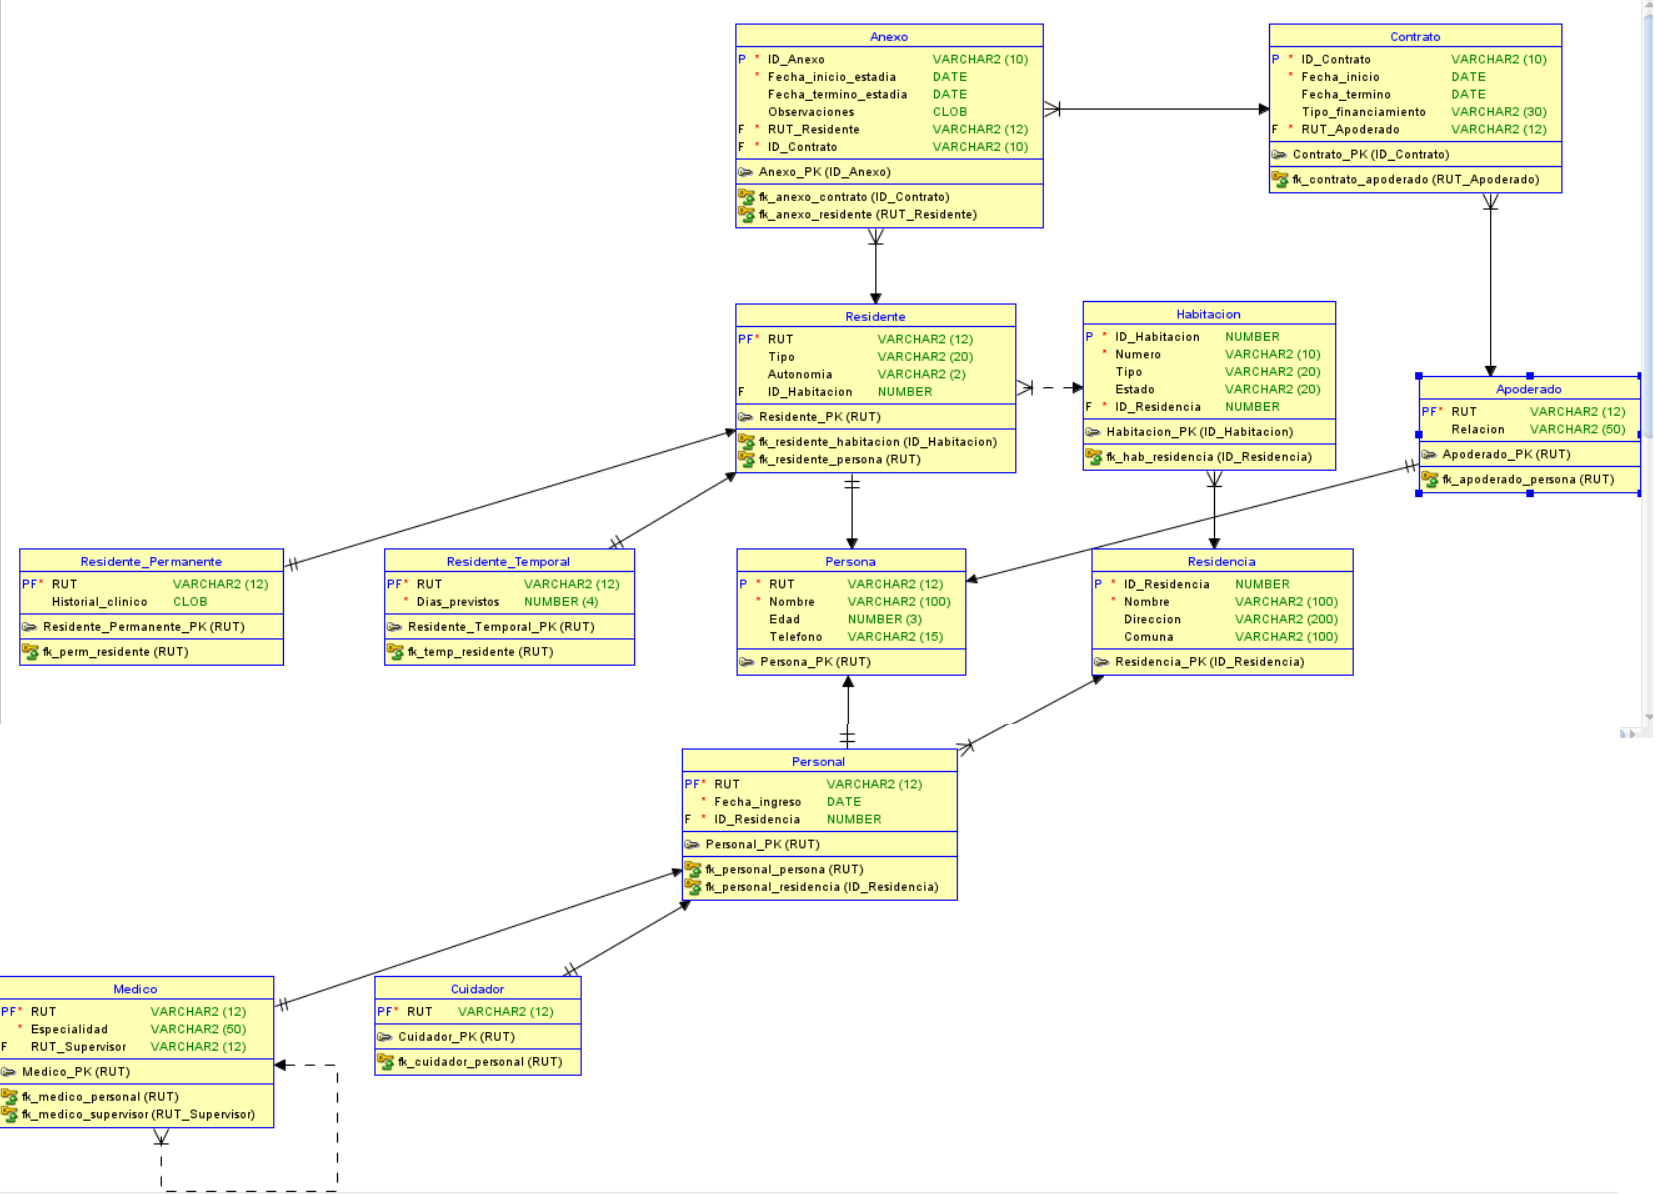 Anexo
P * ID_Anexo VARCHAR2 (10)
* Fecha_inicio_estadia DATE
Fecha_termino_estadia DATE
Observaciones CLOB
F * RUT_Residente VARCHAR2 (12)
F * ID_Contrato VARCHAR2 (10)
Anexo_PK (ID_Anexo)
fk_anexo_contrato (ID_Contrato)
fk_anexo_residente (RUT_Residente)
Contrato
P * ID_Contrato VARCHAR2 (10)
* Fecha_inicio DATE
Fecha_termino DATE
Tipo_financiamiento VARCHAR2 (30)
F * RUT_Apoderado VARCHAR2 (12)
Contrato_PK (ID_Contrato)
fk_contrato_apoderado (RUT_Apoderado)
Residente
PF* RUT VARCHAR2 (12)
Tipo VARCHAR2 (20)
Autonomia VARCHAR2 (2)
F ID_Habitacion NUMBER
Residente_PK (RUT)
fk_residente_habitacion (ID_Habitacion)
fk_residente_persona (RUT)
Habitacion
P * ID_Habitacion NUMBER
* Numero VARCHAR2 (10)
Tipo VARCHAR2 (20)
Estado VARCHAR2 (20)
F * ID_Residencia NUMBER
Habitacion_PK (ID_Habitacion)
fk_hab_residencia (ID_Residencia)
Apoderado
PF* RUT VARCHAR2 (12)
Relacion VARCHAR2 (50)
Apoderado_PK (RUT)
fk_apoderado_persona (RUT)
Residente_Permanente
PF* RUT VARCHAR2 (12)
Historial_clinico CLOB
Residente_Permanente_PK (RUT)
fk_perm_residente (RUT)
Residente_Temporal
PF* RUT VARCHAR2 (12)
* Dias_previstos NUMBER (4)
Residente_Temporal_PK (RUT)
fk_temp_residente (RUT)
Persona
P * RUT VARCHAR2 (12)
* Nombre VARCHAR2 (100)
Edad NUMBER (3)
Telefono VARCHAR2 (15)
Persona_PK (RUT)
Residencia
P * ID_Residencia NUMBER
* Nombre VARCHAR2 (100)
Direccion VARCHAR2 (200)
Comuna VARCHAR2 (100)
Residencia_PK (ID_Residencia)
Personal
PF* RUT VARCHAR2 (12)
* Fecha_ingreso DATE
F * ID_Residencia NUMBER
Personal_PK (RUT)
fk_personal_persona (RUT)
fk_personal_residencia (ID_Residencia)
Medico
PF* RUT VARCHAR2 (12)
* Especialidad VARCHAR2 (50)
F RUT_Supervisor VARCHAR2 (12)
Medico_PK (RUT)
fk_medico_personal (RUT)
fk_medico_supervisor (RUT_Supervisor)
Cuidador
PF* RUT VARCHAR2 (12)
Cuidador_PK (RUT)
fk_cuidador_personal (RUT)